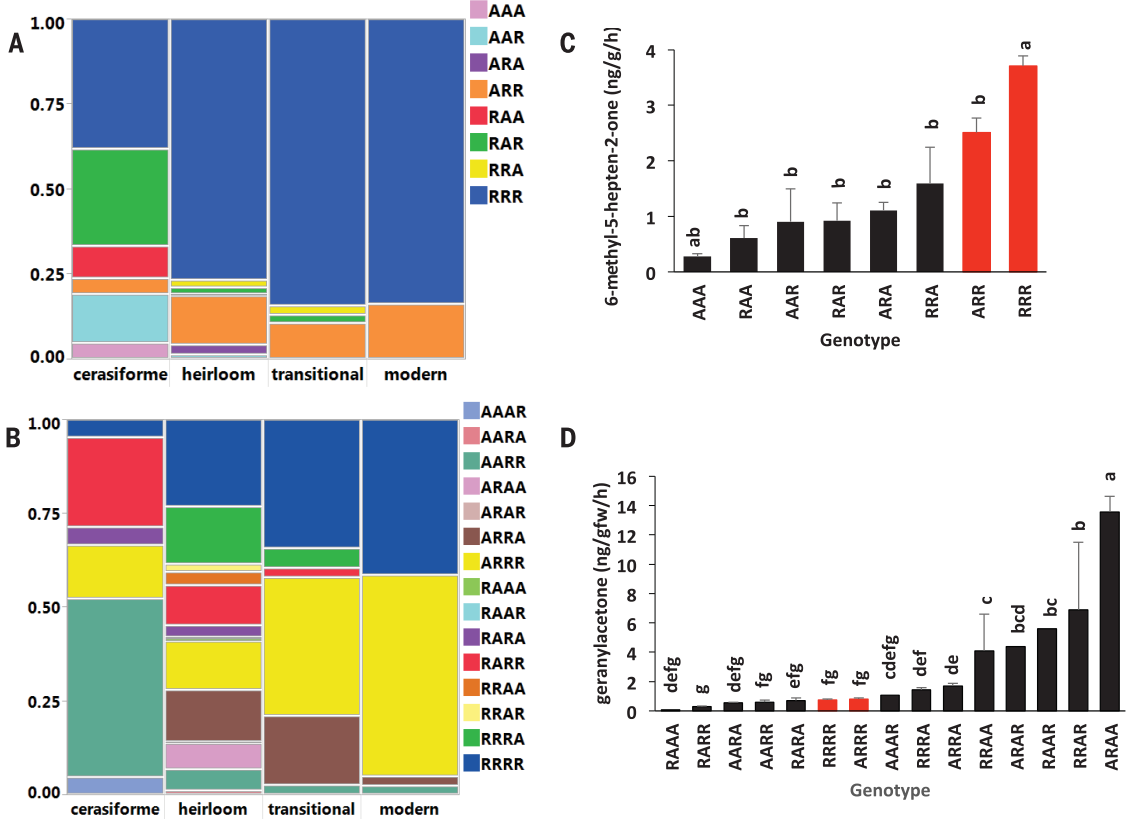 A
1.00
0.75
0.50
0.25
0.00
cerasiforme
heirloom
transitional
modern
AAA
AAR
ARA
ARR
RAA
RAR
RRA
RRR
B
1.00
0.75
0.50
0.25
0.00
cerasiforme
heirloom
transitional
modern
AAAR
AARA
AARR
ARAA
ARAR
ARRA
ARRR
RAAA
RAAR
RARA
RARR
RRAA
RRAR
RRRA
RRRR
C
6-methyl-5-hepten-2-one (ng/g/h)
4
3
2
1
0
ab
b
b
b
b
b
b
a
AAA
RAA
AAR
RAR
ARA
RRA
ARR
RRR
Genotype
D
geranylacetone (ng/gfw/h)
16
14
12
10
8
6
4
2
0
defg
g
defg
fg
efg
fg
fg
cdefg
def
de
c
bcd
bc
b
a
RAAA
RARR
AARA
AARR
RARA
RRRR
ARRR
AAAR
RRRA
ARRA
RRAA
ARAR
RAAR
RRAR
ARAA
Genotype